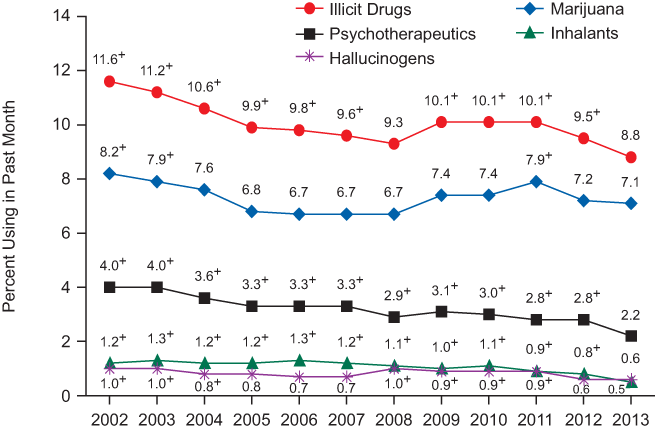 Illicit Drugs
Marijuana
Psychotherapeutics
Inhalants
Hallucinogens
Percent Using in Past Month
14
12
10
8
6
4
2
0
11.6+ 11.2+ 10.6+ 9.9+ 9.8+ 9.6+ 9.3 10.1+ 10.1+ 10.1+ 9.5+ 8.8
8.2+ 7.9+ 7.6 6.8 6.7 6.7 6.7 7.4 7.4 7.9+ 7.2 7.1
4.0+ 4.0+ 3.6+ 3.3+ 3.3+ 3.3+ 2.9+ 3.1+ 3.0+ 2.8+ 2.8+ 2.2
1.2+ 1.3+ 1.2+ 1.2+ 1.3+ 1.2+ 1.1+ 1.0+ 1.1+ 0.9+ 0.8+ 0.6
1.0+ 1.0+ 0.8+ 0.8 0.7 0.7 1.0+ 0.9+ 0.9+ 0.9+ 0.6 0.5
2002 2003 2004 2005 2006 2007 2008 2009 2010 2011 2012 2013